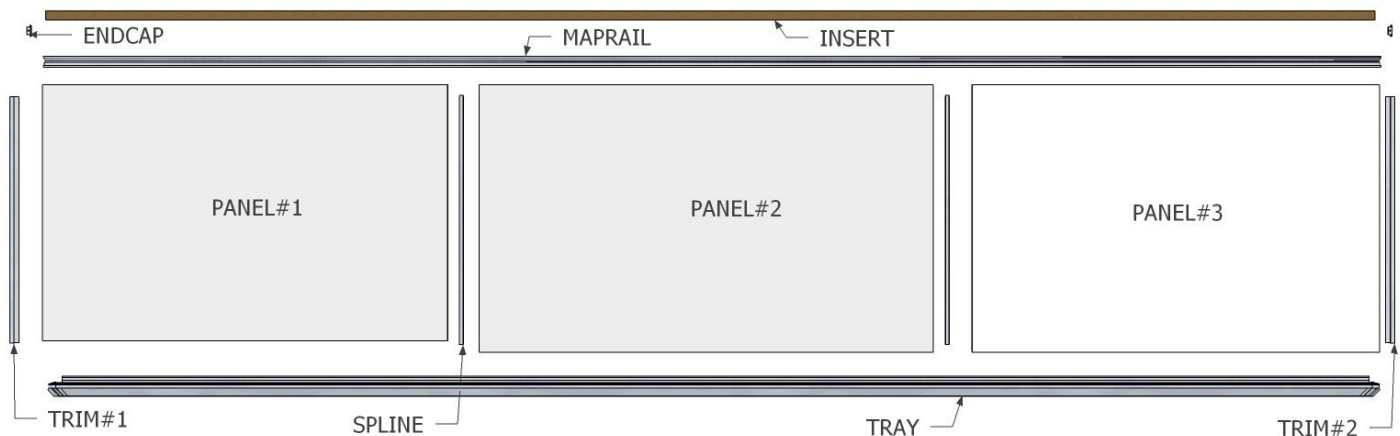 ENDCAP
MAPRAIL
INSERT
PANEL#1
PANEL#2
PANEL#3
TRIM#1
SPLINE
TRAY
TRIM#2